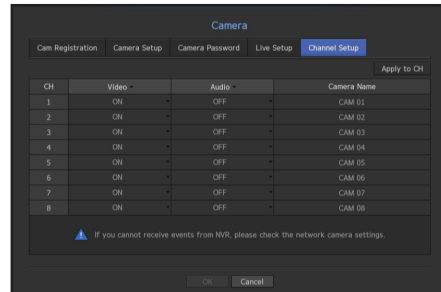 Camera
Cam Registration Camera Setup Camera Password Live Setup Channel Setup
Apply to CH
CH Video Audio Camera Name
1 ON OFF CAM 01
2 ON OFF CAM 02
3 ON OFF CAM 03
4 ON OFF CAM 04
5 ON OFF CAM 05
6 ON OFF CAM 06
7 ON OFF CAM 07
8 ON OFF CAM 08
If you cannot receive events from NVR, please check the network camera settings.
OK Cancel